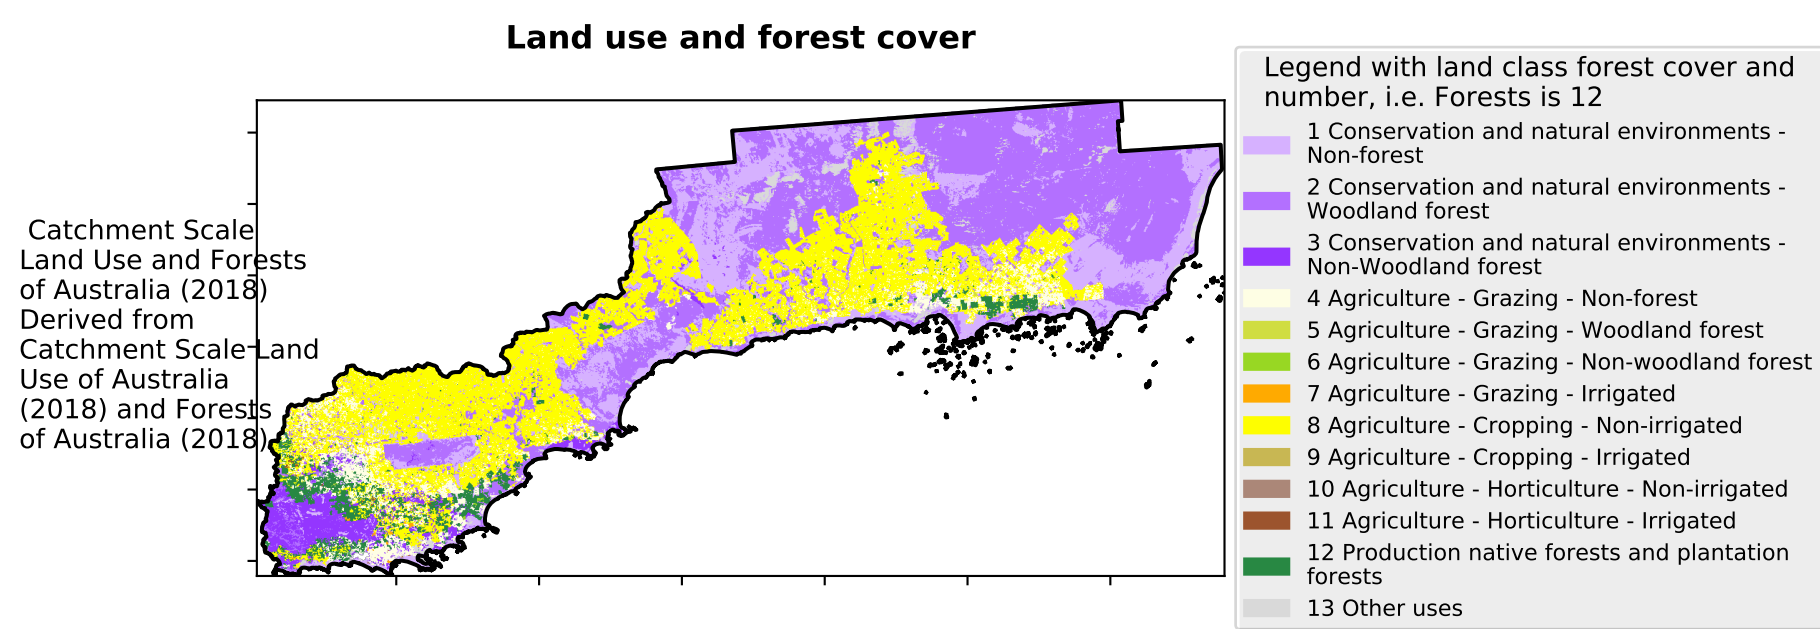 Land use and forest cover
Catchment Scale
Land Use and Forests
of Australia (2018)
Derived from
Catchment Scale Land
Use of Australia
(2018) and Forests
of Australia (2018)
Legend with land class forest cover and
number, i.e. Forests is 12
1 Conservation and natural environments -
Non-forest
2 Conservation and natural environments -
Woodland forest
3 Conservation and natural environments -
Non-Woodland forest
4 Agriculture - Grazing - Non-forest
5 Agriculture - Grazing - Woodland forest
6 Agriculture - Grazing - Non-woodland forest
7 Agriculture - Grazing - Irrigated
8 Agriculture - Cropping - Non-irrigated
9 Agriculture - Cropping - Irrigated
10 Agriculture - Horticulture - Non-irrigated
11 Agriculture - Horticulture - Irrigated
12 Production native forests and plantation
forests
13 Other uses